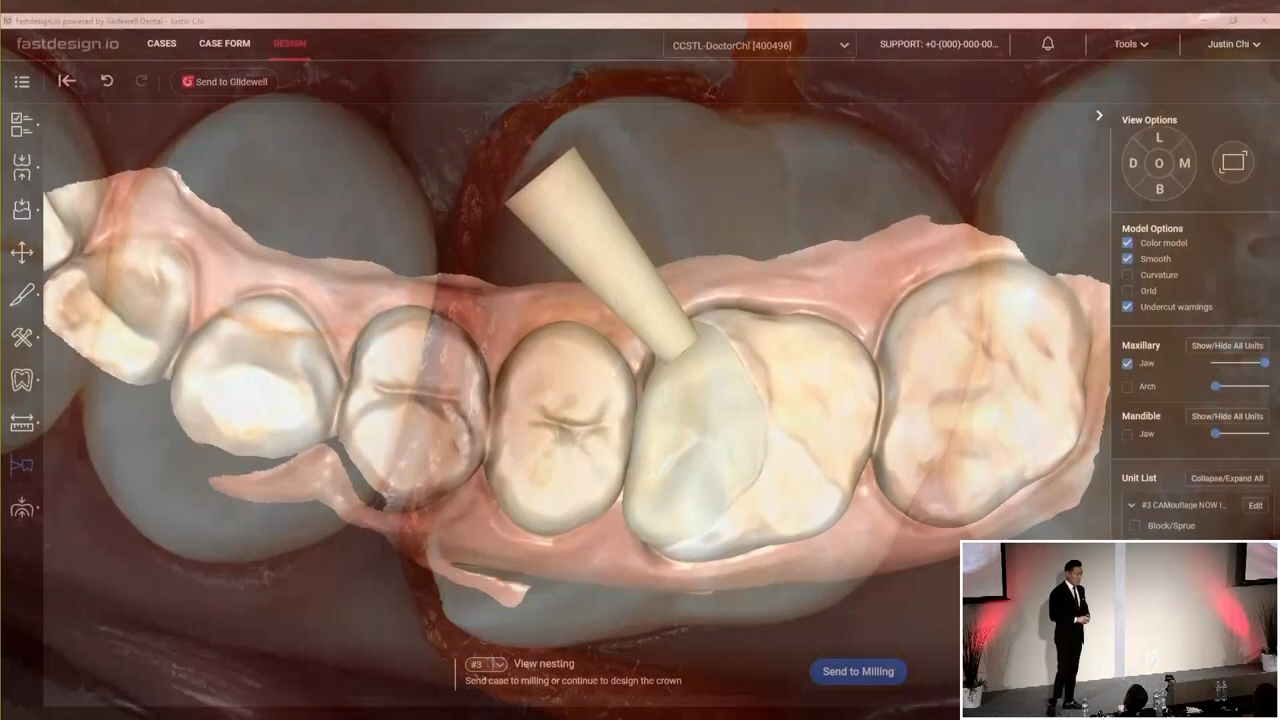 fastdesign.io powered by Glidewell Dental - Justin Chi
fastdesign.io
CASES
CASE FORM
DESIGN
CCSTL-DoctorChi [400496]
SUPPORT: +0-(000)-000-00...
Tools
Justin Chi
Send to Glidewell
View Options
L
D O M
B
Model Options
Color model
Smooth
Curvature
Grid
Undercut warnings
Maxillary
Show/Hide All Units
Jaw
Arch
Mandible
Show/Hide All Units
Jaw
Unit List
Collapse/Expand All
#3 CAMouflage NOW I...
Edit
Block/Sprue
#3
View nesting
Send case to milling or continue to design the crown
Send to Milling